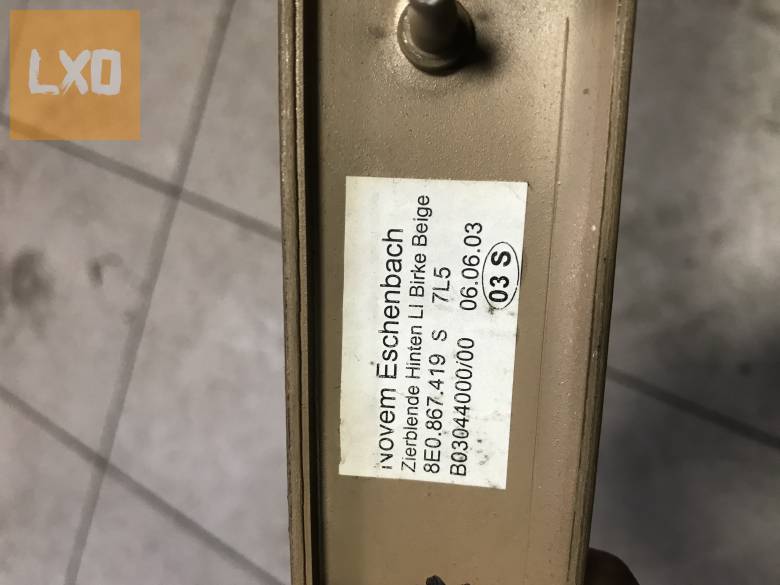 LXO
Novem Eschenbach
Zierblende Hinten LI Birke Beige
8E0.867.419 S 7L5
B03044000/00 06.06.03
03 S